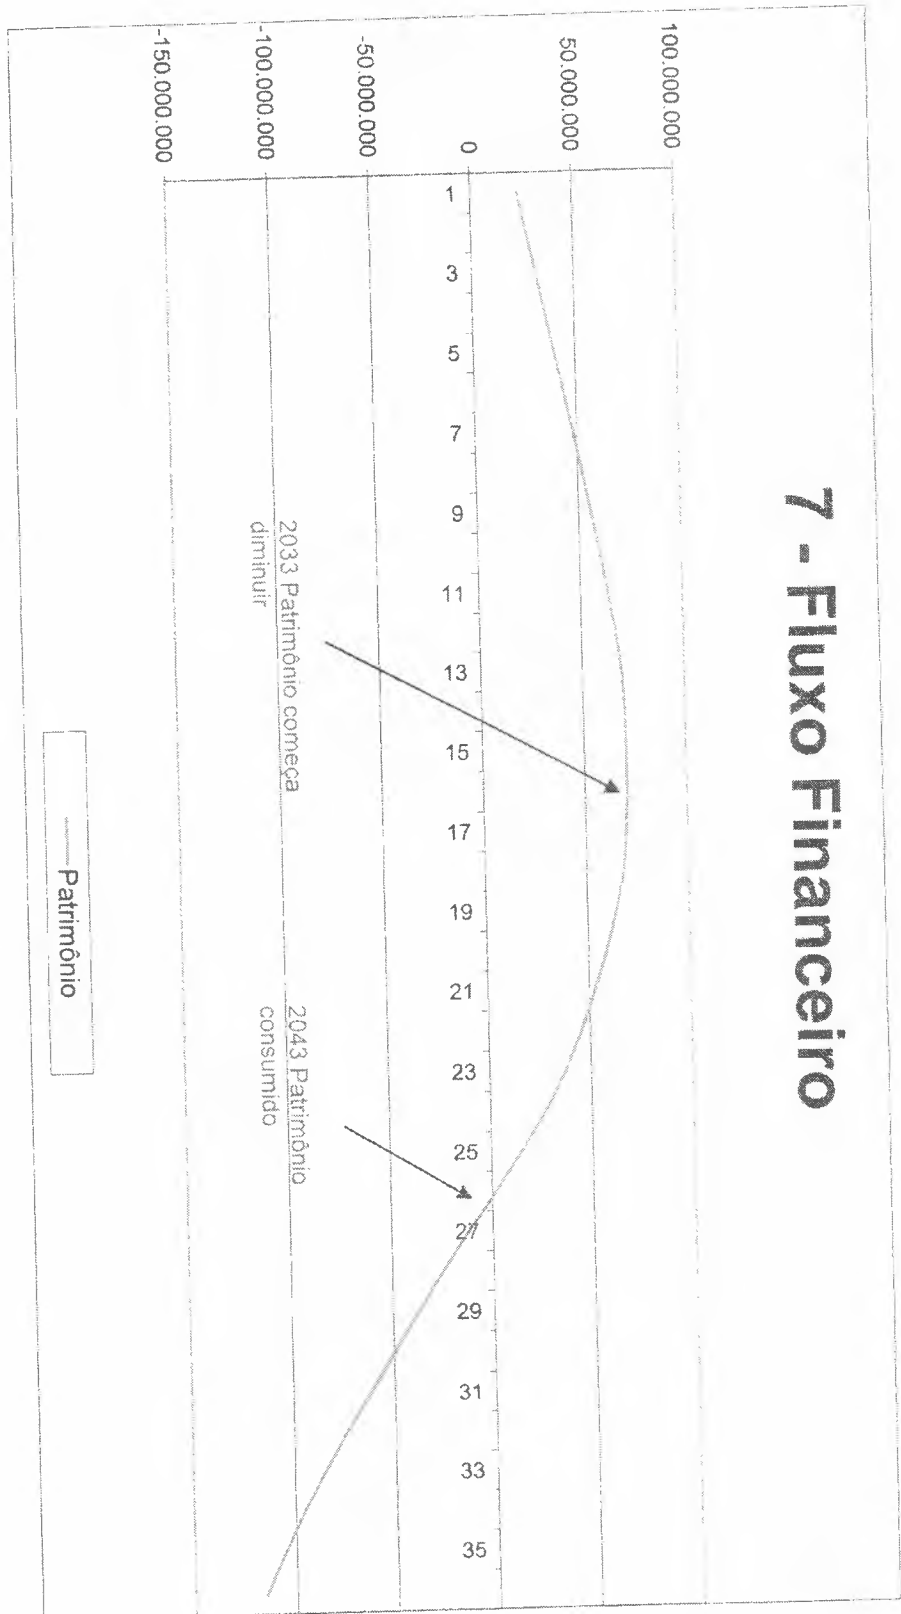 7 - Fluxo Financeiro
100.000.000
50.000.000
0
-50.000.000
-100.000.000
-150.000.000
1 3 5 7 9 11 13 15 17 19 21 23 25 27 29 31 33 35
2033 Patrimônio começa
diminuir
2043 Patrimônio
consumido
Patrimônio